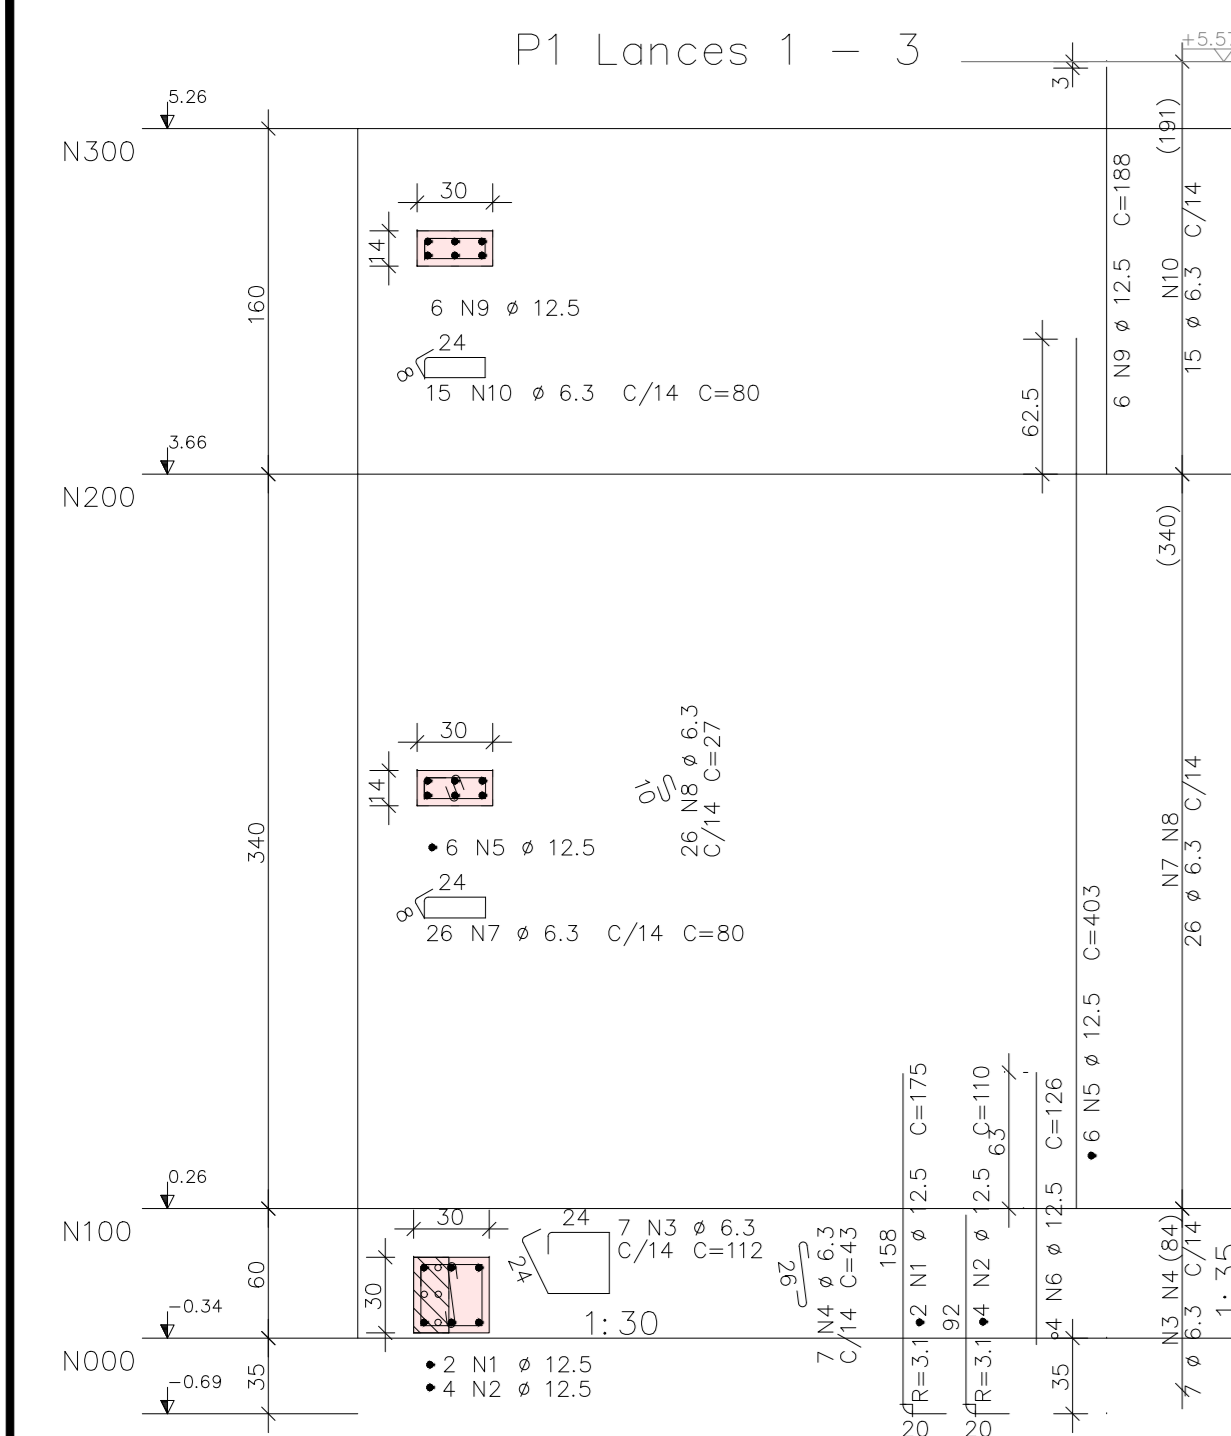 P1 Lances 1 - 3
+5.57
3
5.26
N300
(191)
30
14
160
6 N9 ø 12.5
24
8
15 N10 ø 6.3 C/14 C=80
6 N9 ø 12.5 C=188
N10
15 ø 6.3 C/14
62.5
3.66
N200
(340)
30
14
340
10
26 N8 ø 6.3
C/14 C=27
6 N5 ø 12.5
24
8
26 N7 ø 6.3 C/14 C=80
6 N5 ø 12.5 C=403
N7 N8
26 ø 6.3 C/14
63
0.26
N100
30
30
60
24
24
7 N3 ø 6.3
C/14 C=112
1:30
26
7 N4 ø 6.3
C/14 C=43
158
R=3.1
2 N1 ø 12.5 C=175
20
92
R=3.1
4 N2 ø 12.5 C=110
20
4 N6 ø 12.5 C=126
N3 N4 (84)
7 ø 6.3 C/14
1:35
-0.34
N000
35
-0.69
2 N1 ø 12.5
4 N2 ø 12.5
35